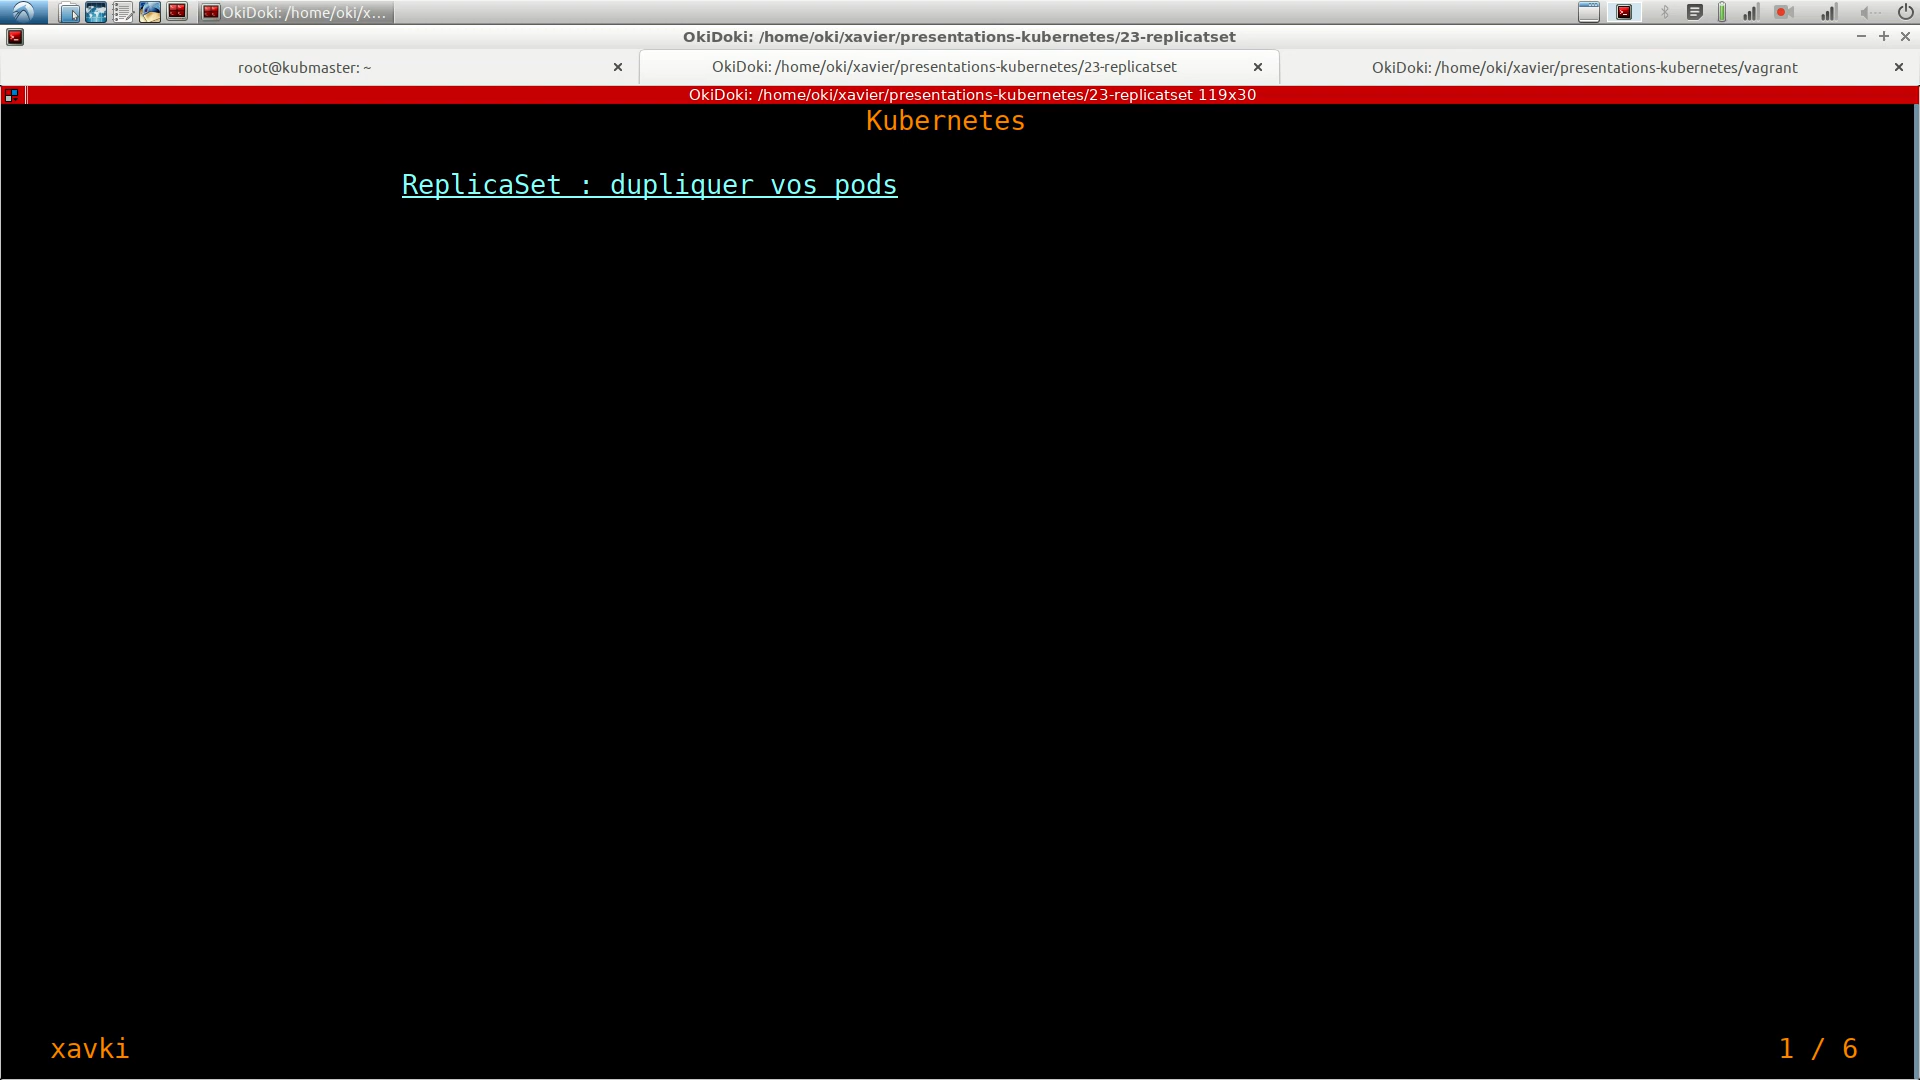 OkiDoki: /home/oki/x...
OkiDoki: /home/oki/xavier/presentations-kubernetes/23-replicatset
root@kubmaster: ~
OkiDoki: /home/oki/xavier/presentations-kubernetes/23-replicatset
OkiDoki: /home/oki/xavier/presentations-kubernetes/vagrant
OkiDoki: /home/oki/xavier/presentations-kubernetes/23-replicatset 119x30
Kubernetes
ReplicaSet : dupliquer vos pods
xavki
1 / 6